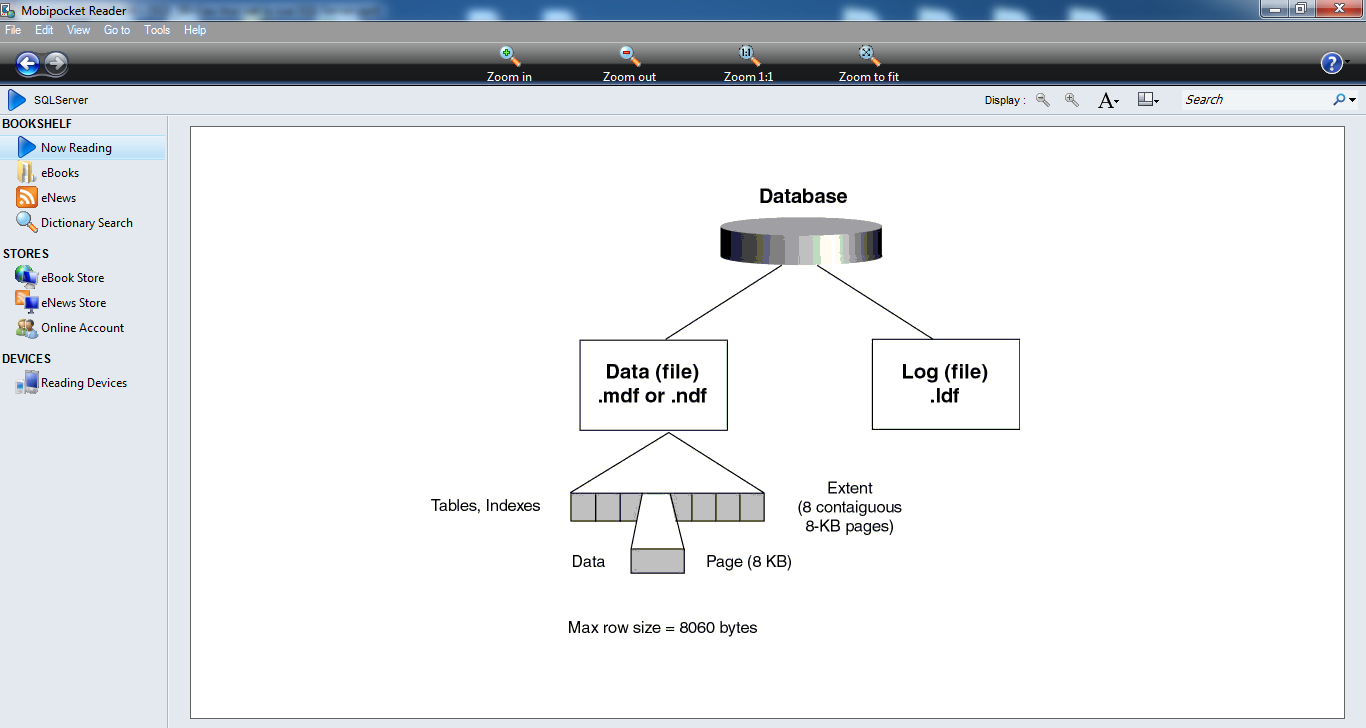 Mobipocket Reader
File Edit View Go to Tools Help
Zoom in Zoom out Zoom 1:1 Zoom to fit
SQLServer
Display : Search
BOOKSHELF
Now Reading
eBooks
eNews
Dictionary Search
STORES
eBook Store
eNews Store
Online Account
DEVICES
Reading Devices
Database
Data (file)
.mdf or .ndf
Log (file)
.ldf
Tables, Indexes
Extent
(8 contaiguous
8-KB pages)
Data
Page (8 KB)
Max row size = 8060 bytes